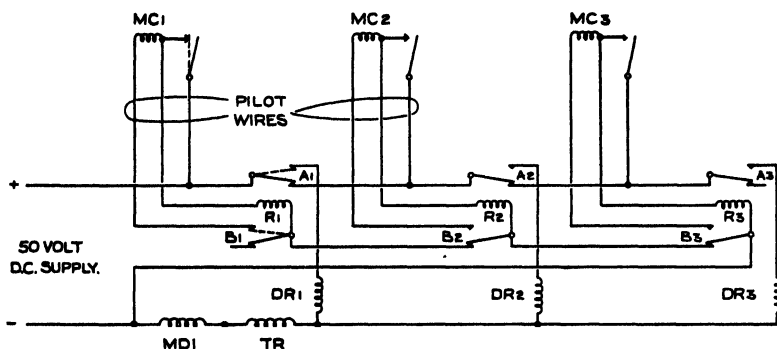 MC1 MC2 MC3
PILOT
WIRES
+ A1 A2 A3
R1 R2 R3
B1 B2 B3
50 VOLT
D.C. SUPPLY.
DR1 DR2 DR3
-
MD1 TR